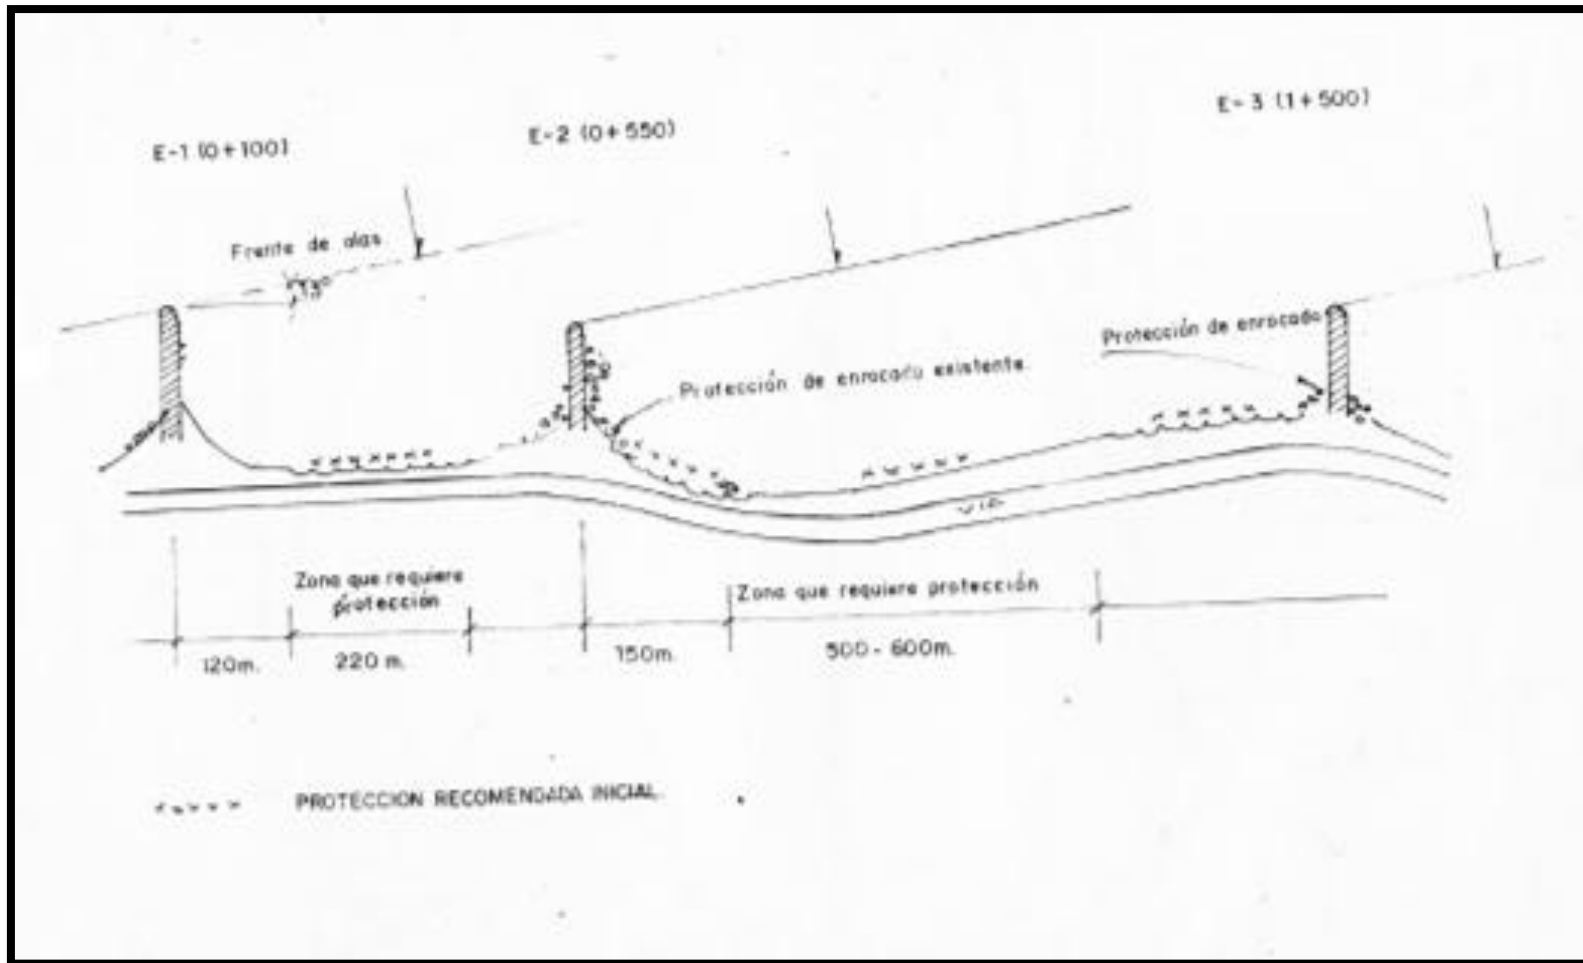 E-1 (0+100)
E-2 (0+550)
E-3 (1+500)
Frente de olas
13°
Protección de enrocado existente.
Protección de enrocado
VIA
Zona que requiere
protección
Zona que requiere protección
120m.
220 m.
150m.
500 - 600m.
PROTECCION RECOMENDADA INICIAL.